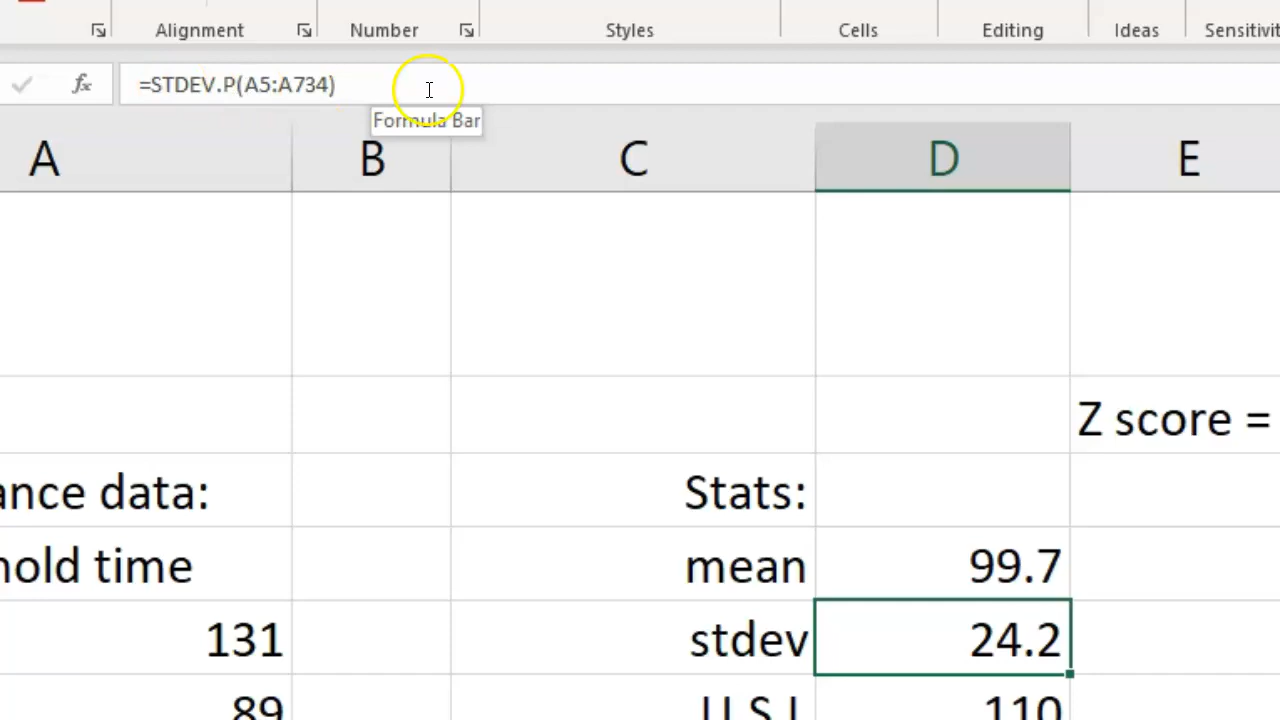 Alignment Number Styles Cells Editing Ideas Sensitivit
fx =STDEV.P(A5:A734)
Formula Bar
A B C D E
Z score =
ance data: Stats:
hold time mean 99.7
131 stdev 24.2
89 U.S.L 110